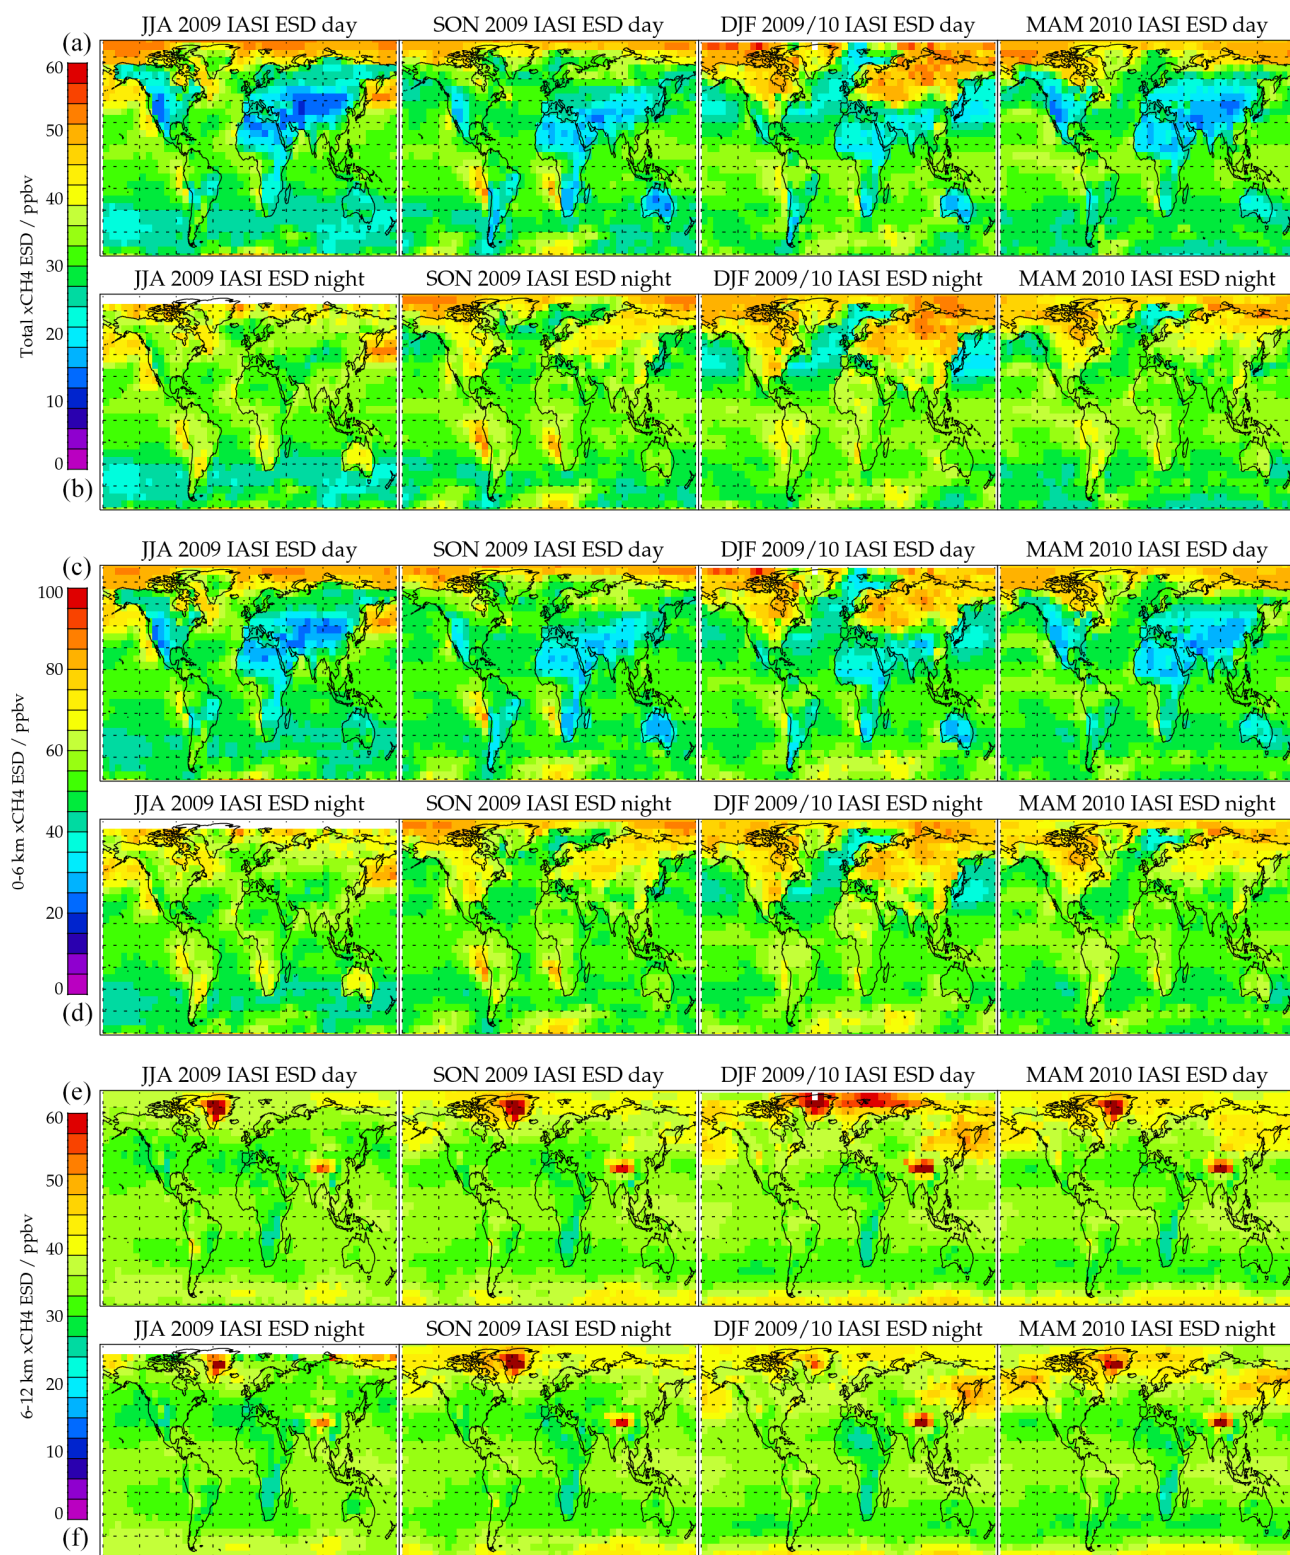 JJA 2009 IASI ESD day SON 2009 IASI ESD day DJF 2009/10 IASI ESD day MAM 2010 IASI ESD day
(a)
60
50
40
30
20
10
0
Total xCH4 ESD / ppbv
JJA 2009 IASI ESD night SON 2009 IASI ESD night DJF 2009/10 IASI ESD night MAM 2010 IASI ESD night
(b)
JJA 2009 IASI ESD day SON 2009 IASI ESD day DJF 2009/10 IASI ESD day MAM 2010 IASI ESD day
(c)
100
80
60
40
20
0
0-6 km xCH4 ESD / ppbv
JJA 2009 IASI ESD night SON 2009 IASI ESD night DJF 2009/10 IASI ESD night MAM 2010 IASI ESD night
(d)
JJA 2009 IASI ESD day SON 2009 IASI ESD day DJF 2009/10 IASI ESD day MAM 2010 IASI ESD day
(e)
60
50
40
30
20
10
0
6-12 km xCH4 ESD / ppbv
JJA 2009 IASI ESD night SON 2009 IASI ESD night DJF 2009/10 IASI ESD night MAM 2010 IASI ESD night
(f)